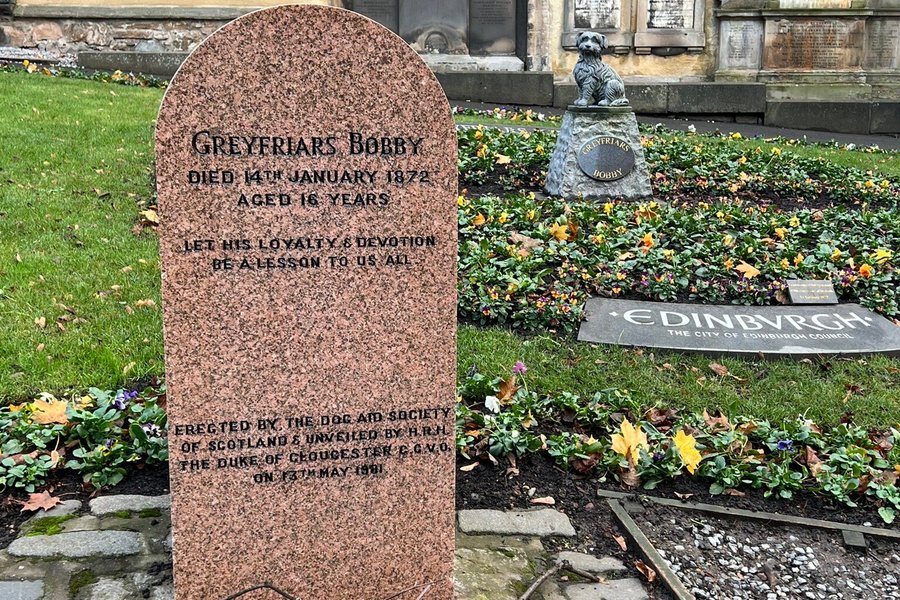 GREYFRIARS BOBBY
DIED 14TH JANUARY 1872
AGED 16 YEARS
LET HIS LOYALTY & DEVOTION
BE A LESSON TO US ALL
ERECTED BY THE DOG AID SOCIETY
OF SCOTLAND & UNVEILED BY H.R.H.
THE DUKE OF GLOUCESTER G.C.V.O.
ON 13TH MAY 1981
GREYFRIARS
BOBBY
·EDINBVRGH·
THE CITY OF EDINBURGH COUNCIL